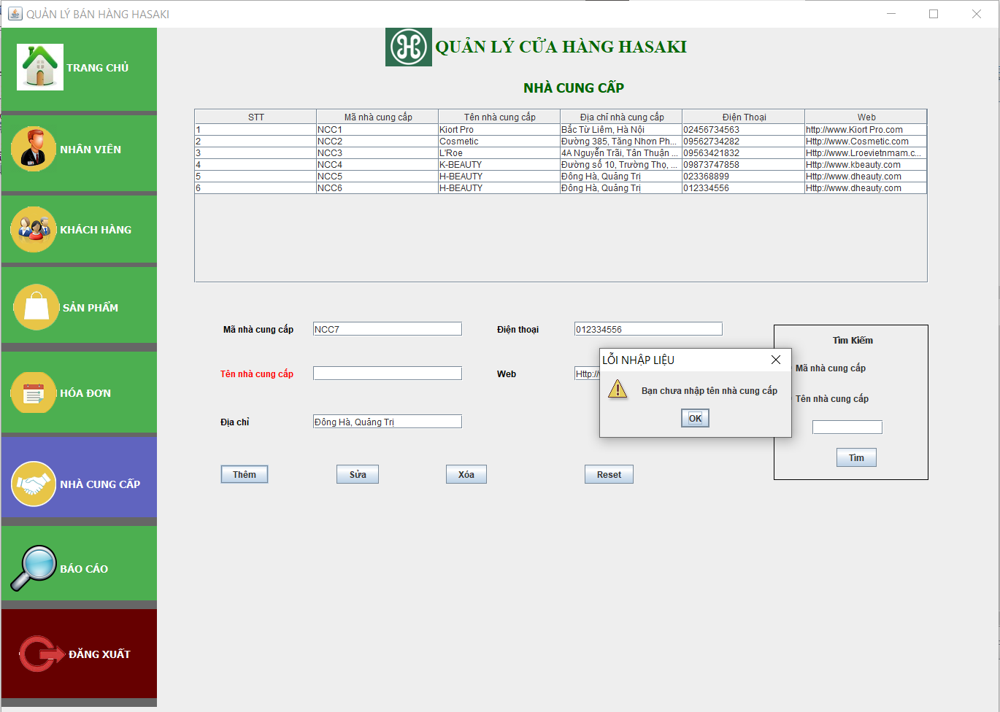 QUẢN LÝ BÁN HÀNG HASAKI
QUẢN LÝ CỬA HÀNG HASAKI
NHÀ CUNG CẤP
TRANG CHỦ
NHÂN VIÊN
KHÁCH HÀNG
SẢN PHẨM
HÓA ĐƠN
NHÀ CUNG CẤP
BÁO CÁO
ĐĂNG XUẤT
STT Mã nhà cung cấp Tên nhà cung cấp Địa chỉ nhà cung cấp Điện Thoại Web
1 NCC1 Kiort Pro Bắc Từ Liêm, Hà Nội 02456734563 http://www.Kiort Pro.com
2 NCC2 Cosmetic Đường 385, Tăng Nhơn Ph... 09562734282 Http://www.Cosmetic.com
3 NCC3 L'Roe 4A Nguyễn Trãi, Tân Thuận ... 09563421832 Http://www.Lroevietnmam.c...
4 NCC4 K-BEAUTY Đường số 10, Trường Thọ, ... 09873747858 Http://www.kbeauty.com
5 NCC5 H-BEAUTY Đông Hà, Quảng Trị 023368899 Http://www.dheauty.com
6 NCC6 H-BEAUTY Đông Hà, Quảng Trị 012334556 Http://www.dheauty.com
Mã nhà cung cấp NCC7 Điện thoại 012334556
Tên nhà cung cấp Web Http://
Địa chỉ Đông Hà, Quảng Trị
Thêm Sửa Xóa Reset
LỖI NHẬP LIỆU
Bạn chưa nhập tên nhà cung cấp
OK
Tìm Kiếm
Mã nhà cung cấp
Tên nhà cung cấp
Tìm